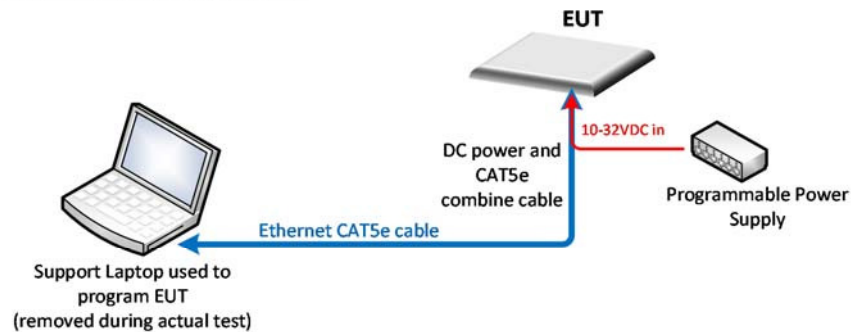 EUT
10-32VDC in
DC power and
CAT5e
combine cable
Programmable Power
Supply
Ethernet CAT5e cable
Support Laptop used to
program EUT
(removed during actual test)